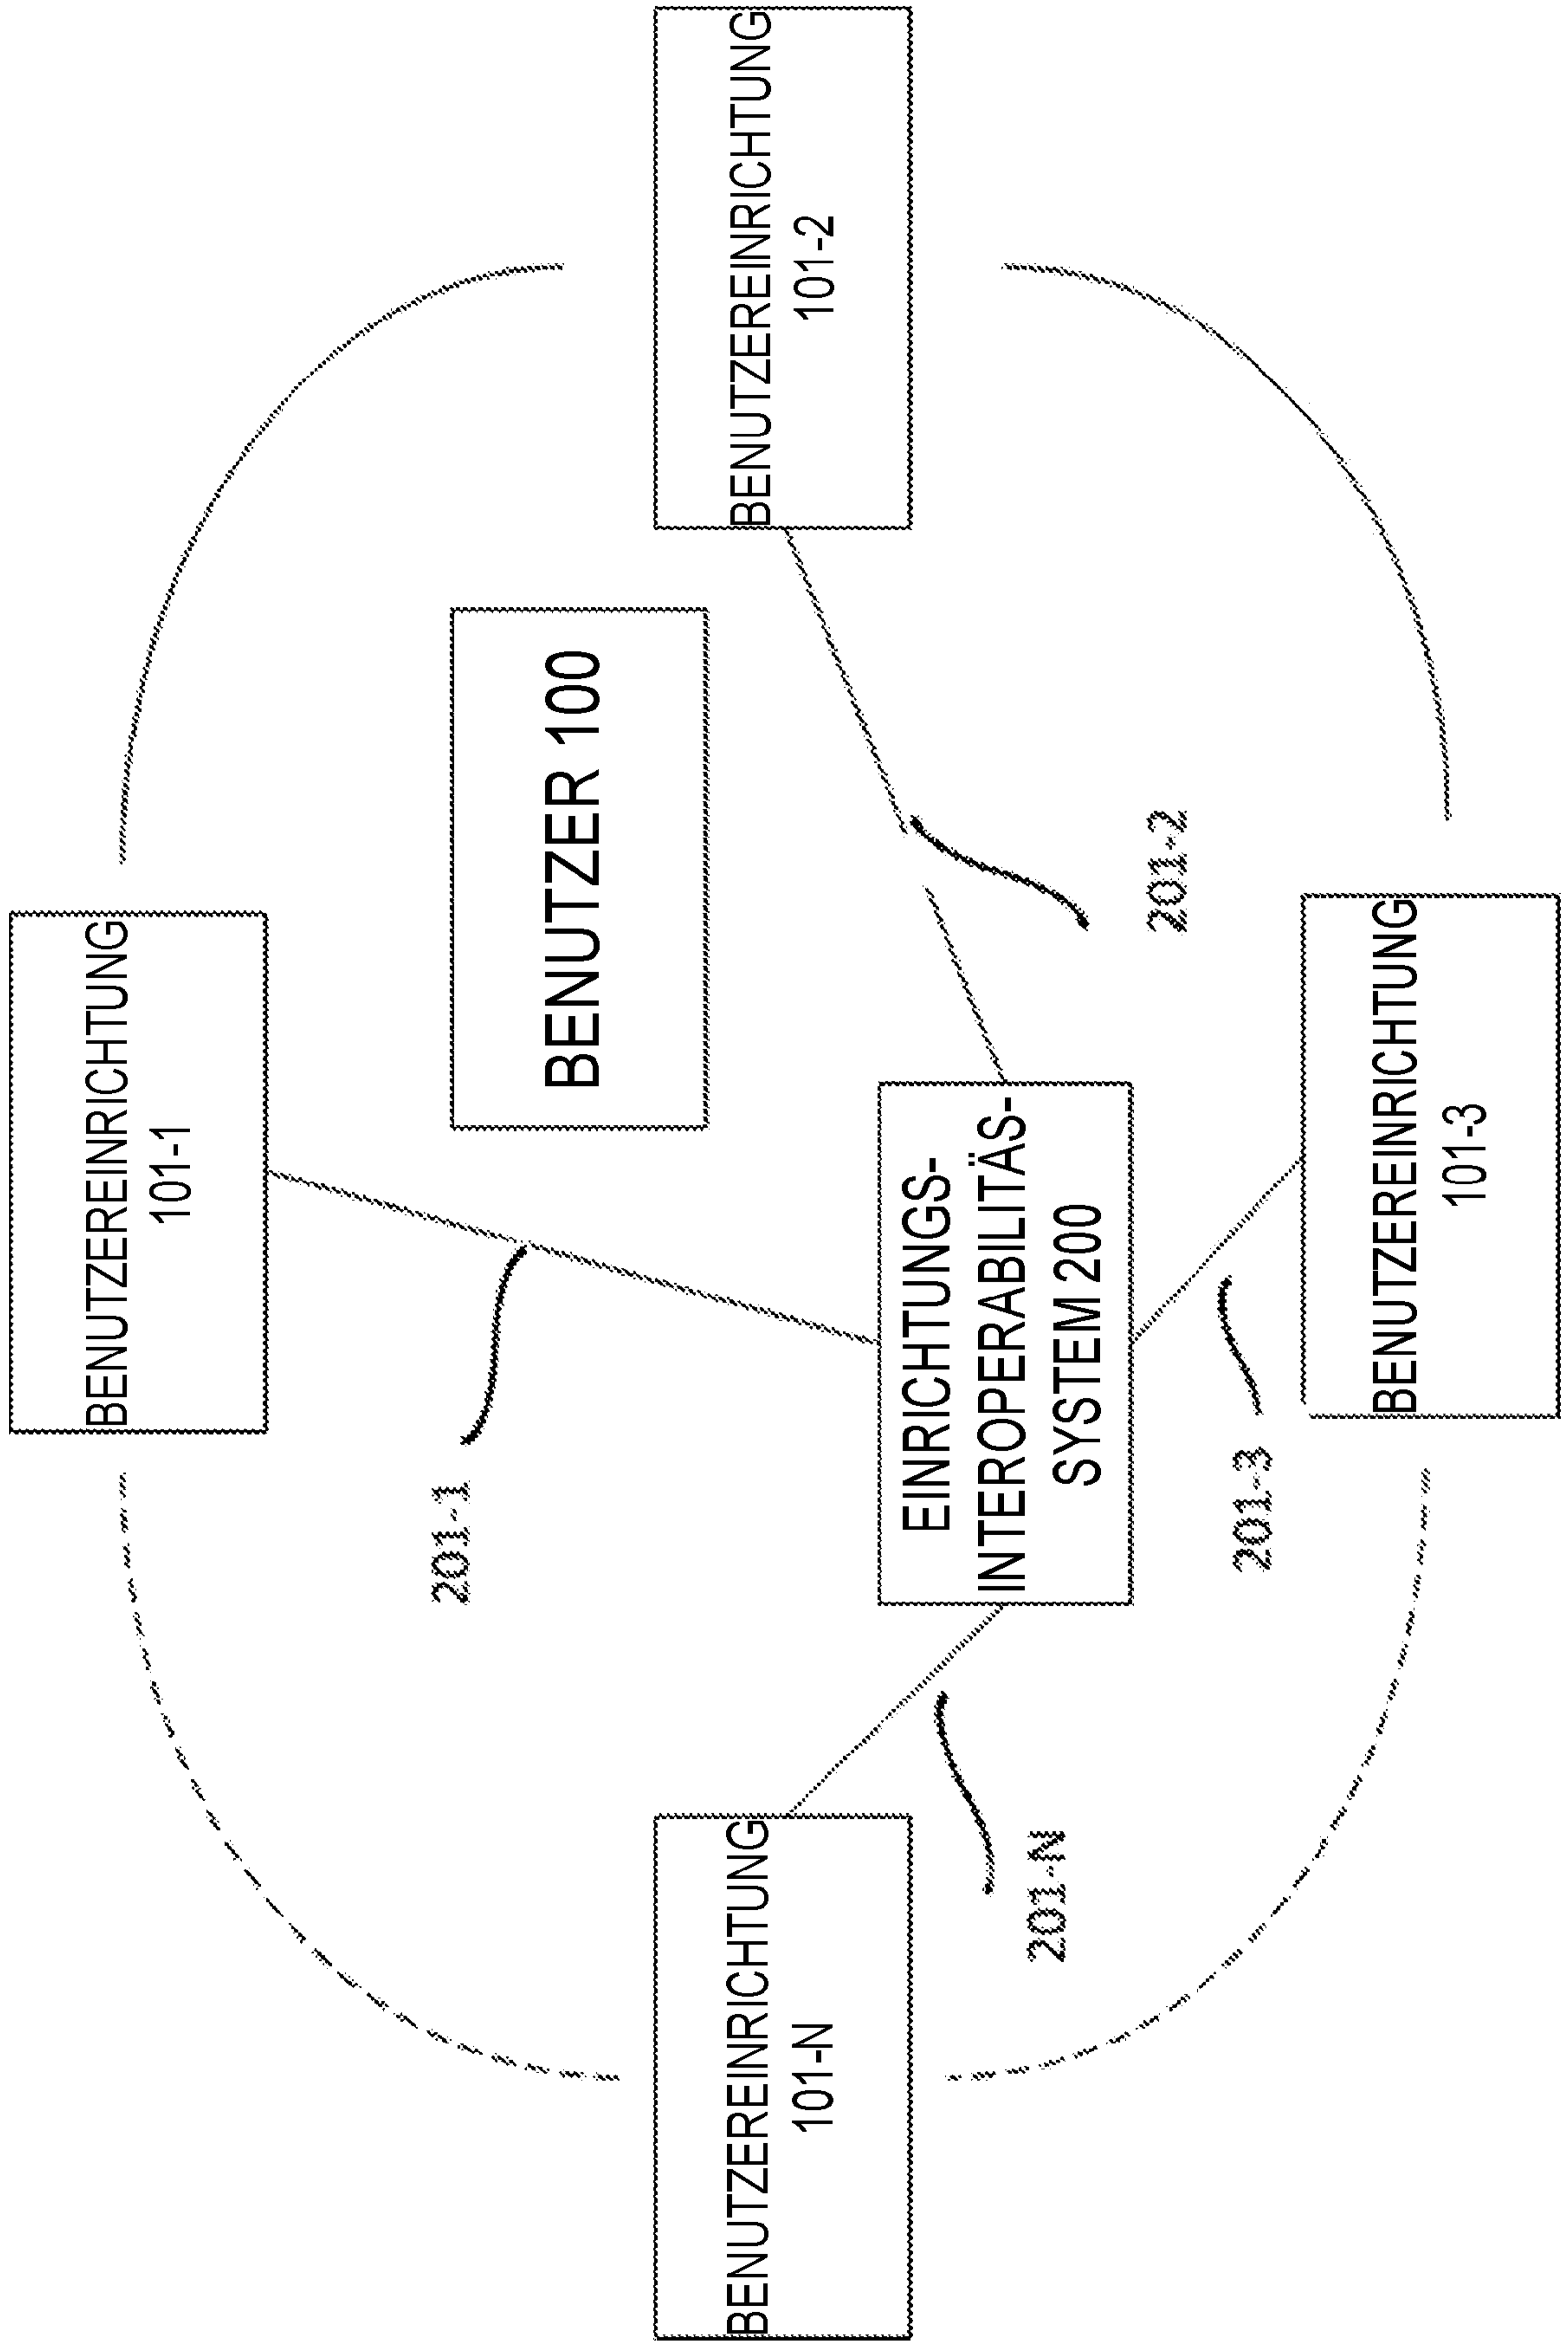 BENUTZEREINRICHTUNG
101-1
201-1
BENUTZER 100
BENUTZEREINRICHTUNG
101-N
BENUTZEREINRICHTUNG
101-2
EINRICHTUNGS-
INTEROPERABILITÄS-
SYSTEM 200
201-N
201-2
201-3
BENUTZEREINRICHTUNG
101-3